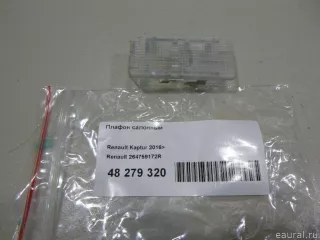 Плафон салонный
Renault Kaptur 2016>
Renault 264758172R
48 279 320
eaural.ru